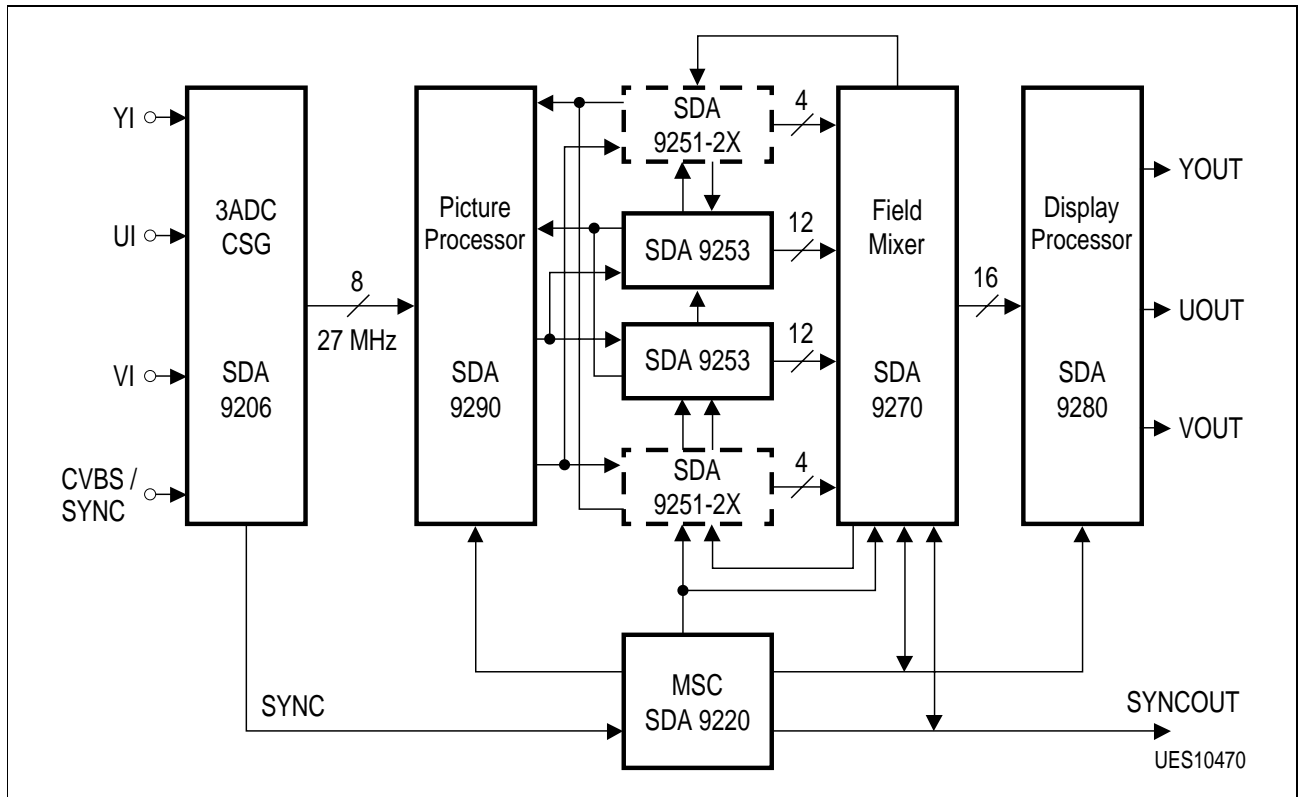 YI
UI
VI
CVBS /
SYNC
3ADC
CSG
SDA
9206
8
27 MHz
Picture
Processor
SDA
9290
SDA
9251-2X
4
SDA 9253
12
SDA 9253
12
SDA
9251-2X
4
Field
Mixer
SDA
9270
16
Display
Processor
SDA
9280
YOUT
UOUT
VOUT
SYNC
MSC
SDA 9220
SYNCOUT
UES10470